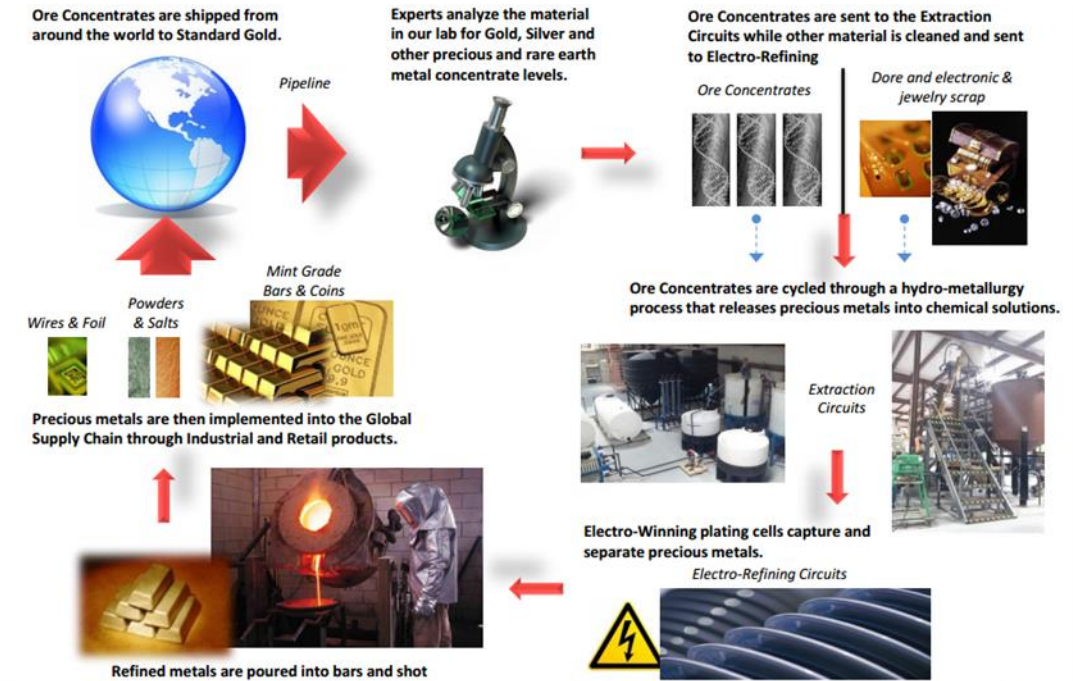 Ore Concentrates are shipped from
around the world to Standard Gold.
Pipeline
Experts analyze the material
in our lab for Gold, Silver and
other precious and rare earth
metal concentrate levels.
Ore Concentrates are sent to the Extraction
Circuits while other material is cleaned and sent
to Electro-Refining
Ore Concentrates
Dore and electronic &
jewelry scrap
Ore Concentrates are cycled through a hydro-metallurgy
process that releases precious metals into chemical solutions.
Extraction
Circuits
Electro-Winning plating cells capture and
separate precious metals.
Electro-Refining Circuits
Refined metals are poured into bars and shot
Precious metals are then implemented into the Global
Supply Chain through Industrial and Retail products.
Wires & Foil
Powders
& Salts
Mint Grade
Bars & Coins
OUNCE
GOLD